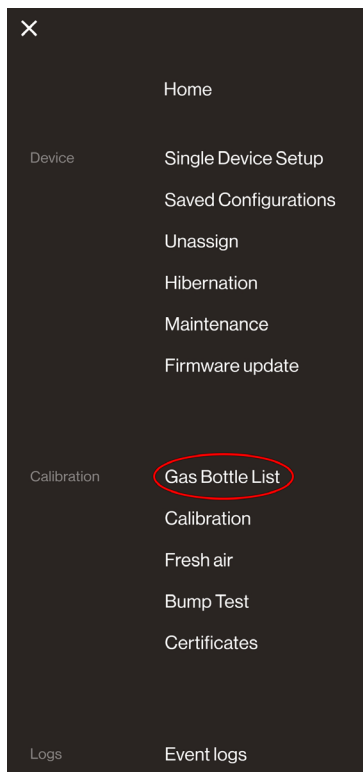 Home
Device Single Device Setup
Saved Configurations
Unassign
Hibernation
Maintenance
Firmware update
Calibration Gas Bottle List
Calibration
Fresh air
Bump Test
Certificates
Logs Event logs